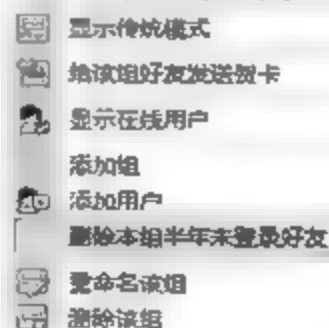 显示传统模式
给该组好友发送贺卡
显示在线用户
添加组
添加用户
删除本组半年未登录好友
重命名该组
删除该组